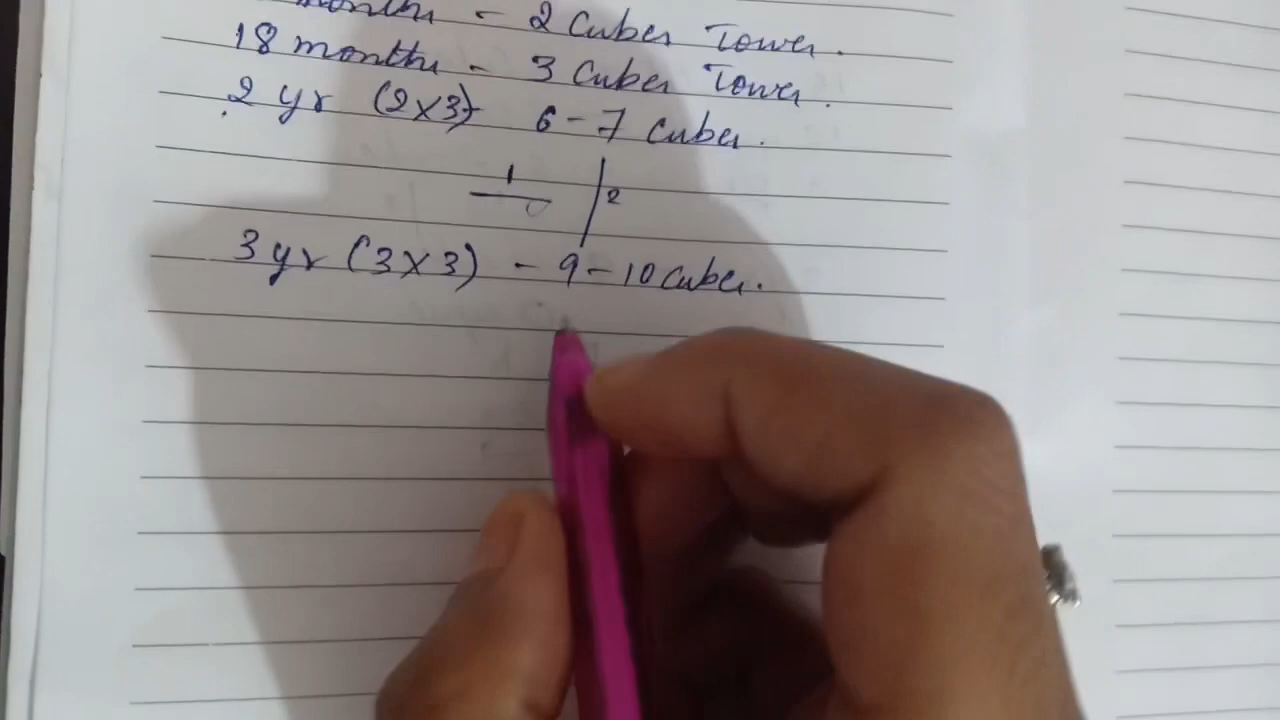 months - 2 Cubes Tower.
18 months - 3 Cubes Tower.
2 yr (2x3) 6-7 Cubes.
1 2
3 yr (3x3) - 9-10 Cubes.